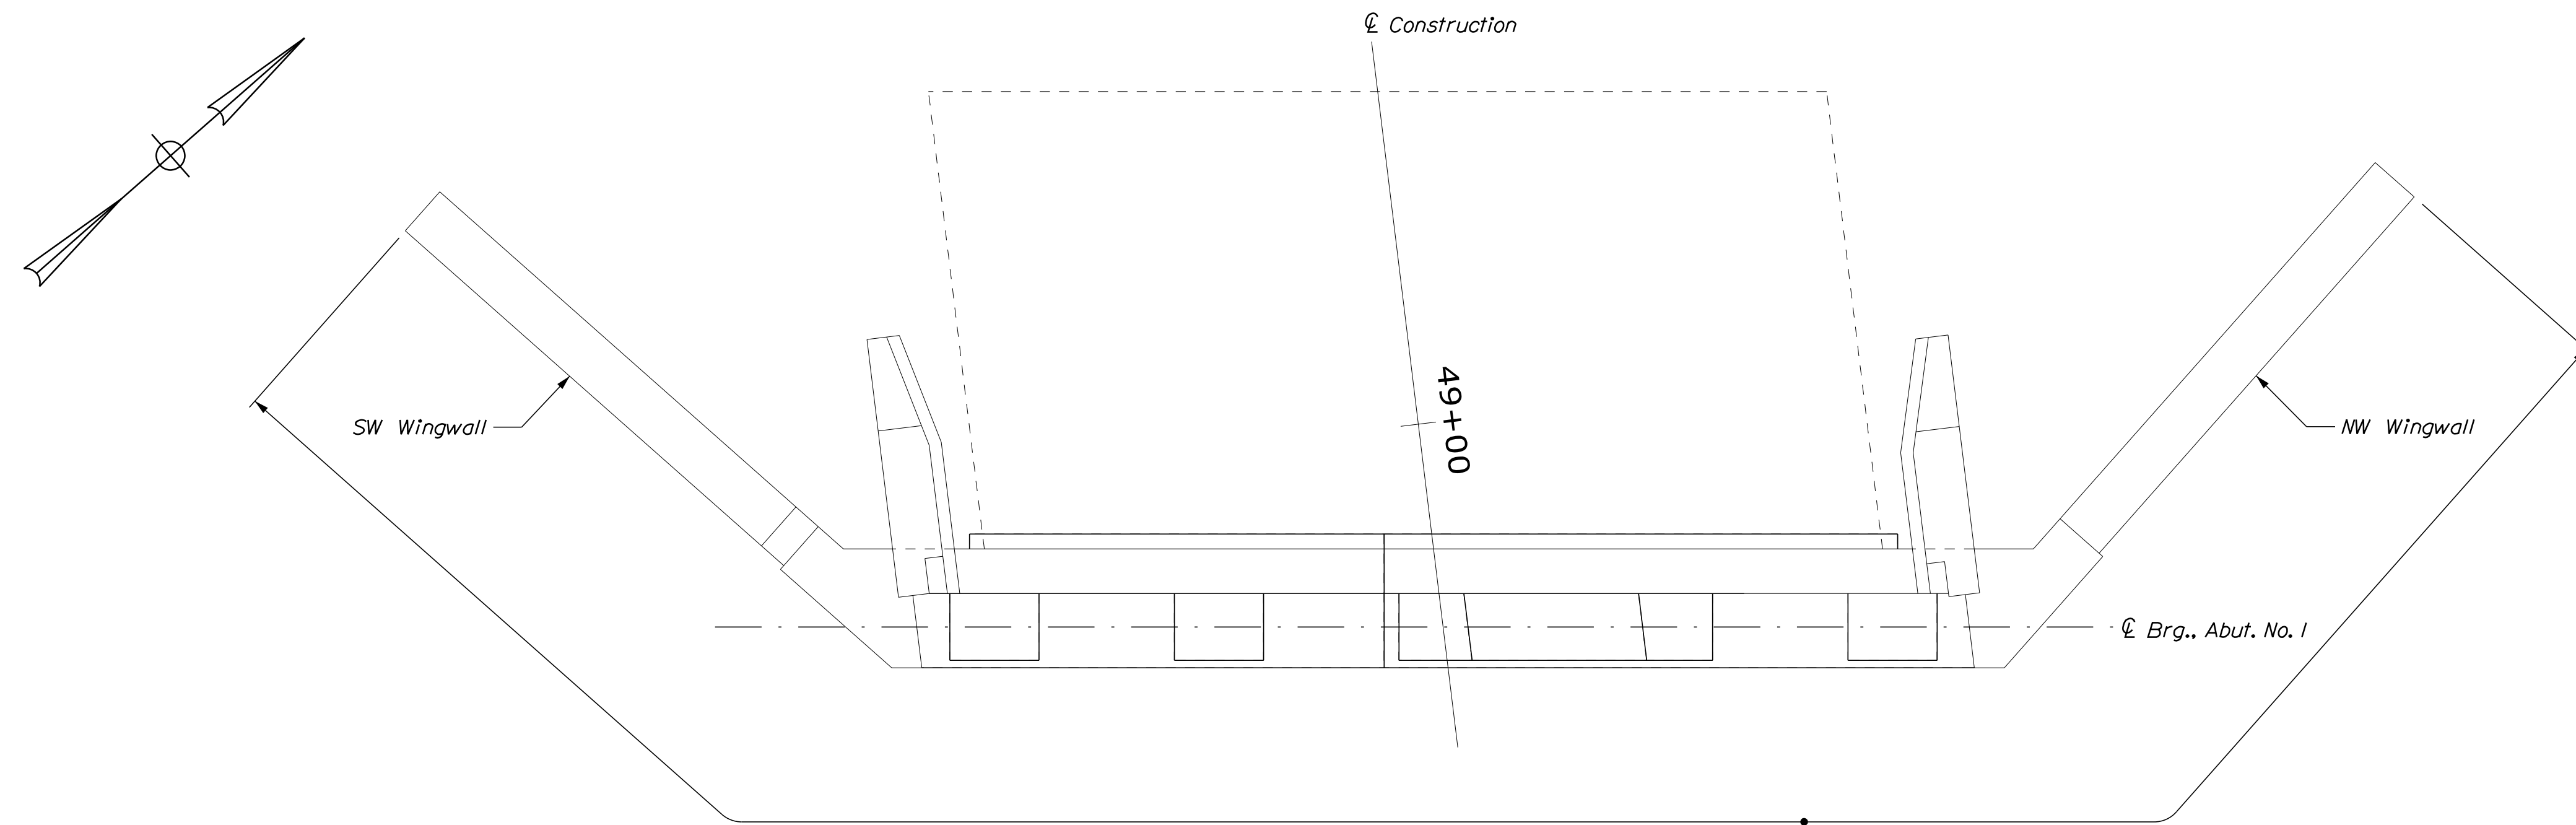 ℄ Construction
49+00
SW Wingwall
NW Wingwall
℄ Brg., Abut. No. 1